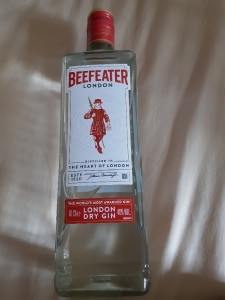 BEEFEATER
LONDON
DISTILLED IN
THE HEART OF LONDON
THE WORLD'S MOST AWARDED GIN
LONDON
DRY GIN